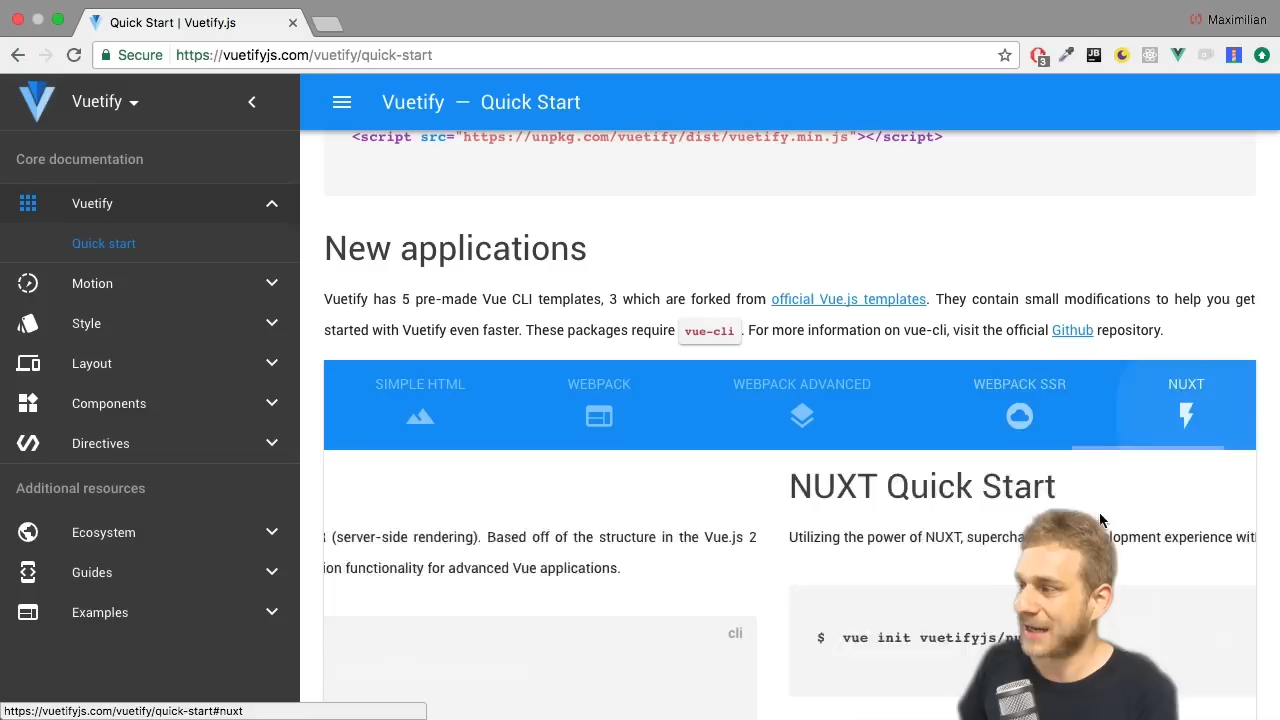 Quick Start | Vuetify.js
Maximilian
Secure
https://vuetifyjs.com/vuetify/quick-start
3
JB
Vuetify
Vuetify — Quick Start
Core documentation
Vuetify
Quick start
Motion
Style
Layout
Components
Directives
Additional resources
Ecosystem
Guides
Examples
<script src="https://unpkg.com/vuetify/dist/vuetify.min.js"></script>
New applications
Vuetify has 5 pre-made Vue CLI templates, 3 which are forked from official Vue.js templates. They contain small modifications to help you get
started with Vuetify even faster. These packages require vue-cli. For more information on vue-cli, visit the official Github repository.
SIMPLE HTML
WEBPACK
WEBPACK ADVANCED
WEBPACK SSR
NUXT
(server-side rendering). Based off of the structure in the Vue.js 2
functionality for advanced Vue applications.
cli
NUXT Quick Start
Utilizing the power of NUXT, experience
$ vue init vuetifyjs/
https://vuetifyjs.com/vuetify/quick-start#nuxt